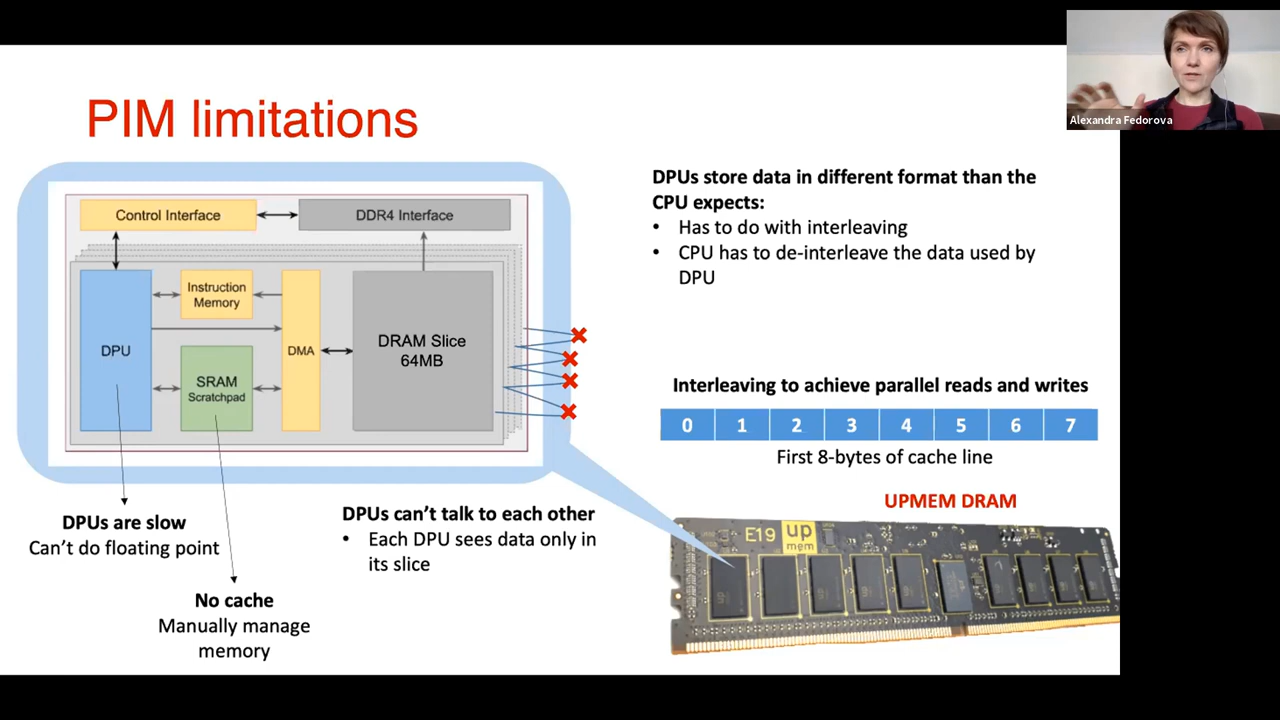 Alexandra Fedorova
PIM limitations
Control Interface
DDR4 Interface
DPU
Instruction
Memory
SRAM
Scratchpad
DMA
DRAM Slice
64MB
DPUs are slow
Can't do floating point
No cache
Manually manage
memory
DPUs can't talk to each other
• Each DPU sees data only in
its slice
DPUs store data in different format than the
CPU expects:
• Has to do with interleaving
• CPU has to de-interleave the data used by
DPU
Interleaving to achieve parallel reads and writes
0 1 2 3 4 5 6 7
First 8-bytes of cache line
UPMEM DRAM
E19
up
mem